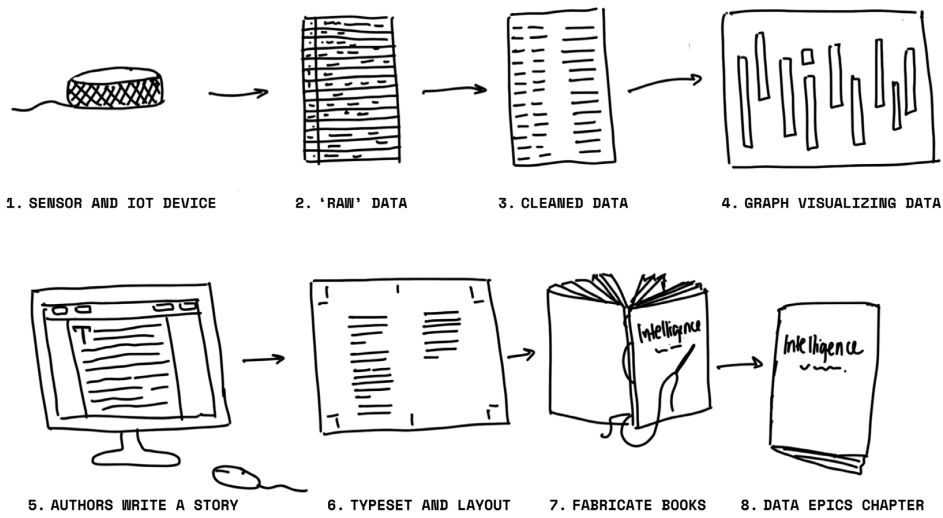 1. SENSOR AND IOT DEVICE
2. 'RAW' DATA
3. CLEANED DATA
4. GRAPH VISUALIZING DATA
T
Intelligence
Intelligence
5. AUTHORS WRITE A STORY
6. TYPESET AND LAYOUT
7. FABRICATE BOOKS
8. DATA EPICS CHAPTER